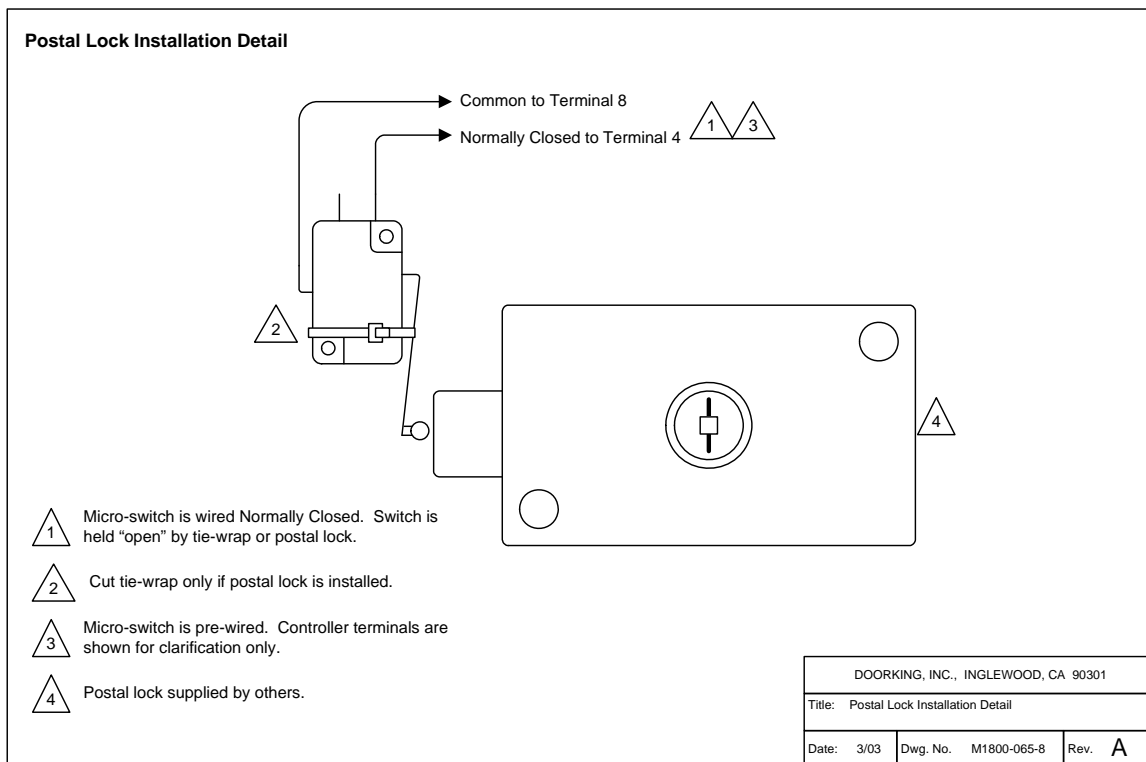 Postal Lock Installation Detail
Common to Terminal 8
Normally Closed to Terminal 4
1
3
2
4
1
Micro-switch is wired Normally Closed.  Switch is
held “open” by tie-wrap or postal lock.
2
Cut tie-wrap only if postal lock is installed.
3
Micro-switch is pre-wired.  Controller terminals are
shown for clarification only.
4
Postal lock supplied by others.
DOORKING, INC.,  INGLEWOOD, CA  90301
Title:   Postal Lock Installation Detail
Date:   3/03   Dwg. No.   M1800-065-8   Rev.   A